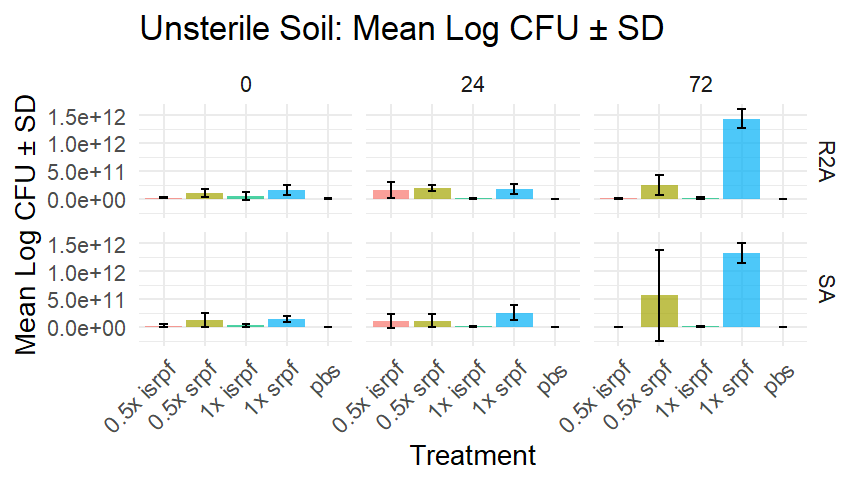 Unsterile Soil: Mean Log CFU ± SD
0 24 72
Mean Log CFU ± SD
1.5e+12
1.0e+12
5.0e+11
0.0e+00
R2A
1.5e+12
1.0e+12
5.0e+11
0.0e+00
SA
0.5x isrpf 0.5x srpf 1x isrpf 1x srpf pbs 0.5x isrpf 0.5x srpf 1x isrpf 1x srpf pbs 0.5x isrpf 0.5x srpf 1x isrpf 1x srpf pbs
Treatment